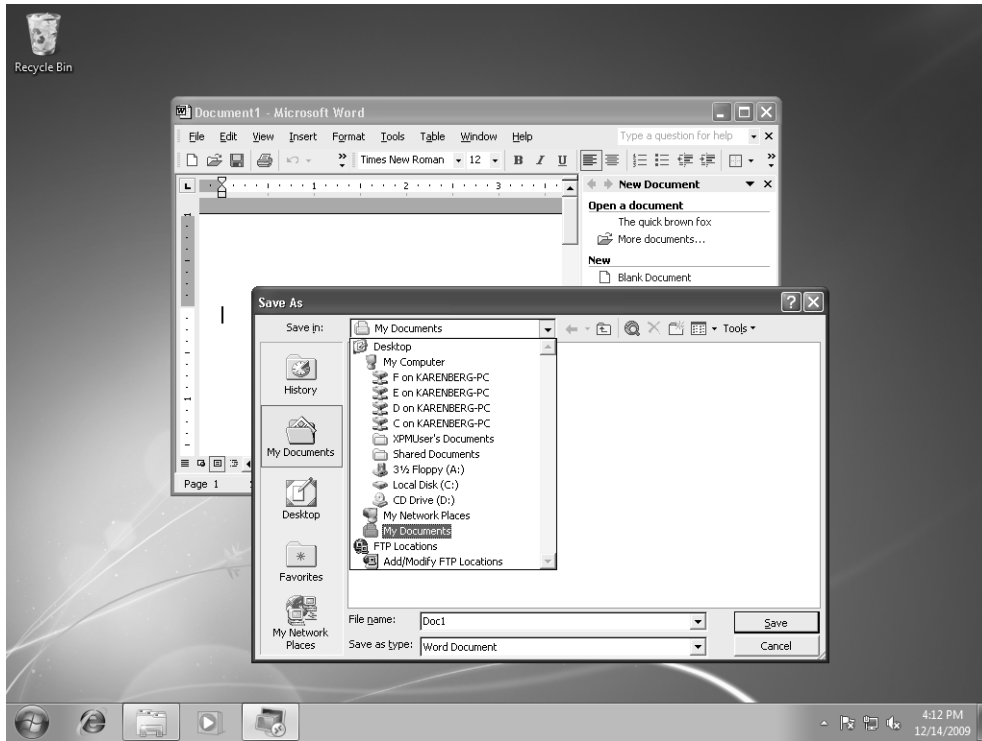 Recycle Bin
Document1 - Microsoft Word
File Edit View Insert Format Tools Table Window Help Type a question for help
Times New Roman 12 B I U
1 2 3
New Document
Open a document
The quick brown fox
More documents...
New
Blank Document
Page 1
Save As
Save in: My Documents Tools
Desktop
My Computer
F on KARENBERG-PC
E on KARENBERG-PC
D on KARENBERG-PC
C on KARENBERG-PC
XPMUser's Documents
Shared Documents
3½ Floppy (A:)
Local Disk (C:)
CD Drive (D:)
My Network Places
My Documents
FTP Locations
Add/Modify FTP Locations
History
My Documents
Desktop
Favorites
My Network
Places
File name: Doc1 Save
Save as type: Word Document Cancel
4:12 PM
12/14/2009